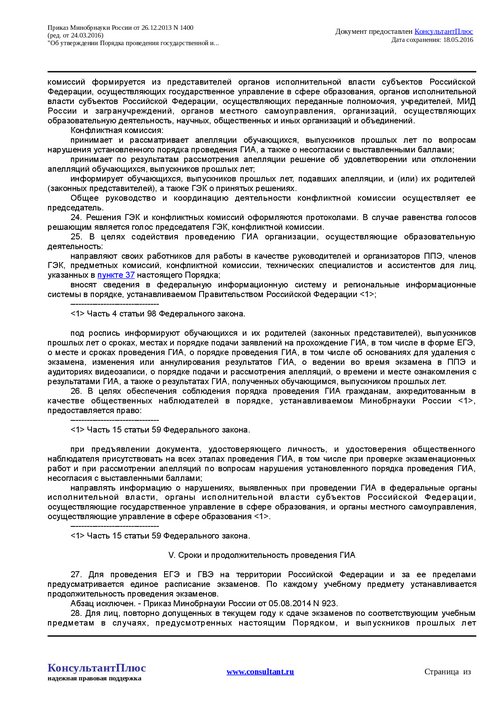 Приказ Минобрнауки России от 26.12.2013 N 1400
(ред. от 24.03.2016)
"Об утверждении Порядка проведения государственной и...
Документ предоставлен КонсультантПлюс
Дата сохранения: 18.05.2016
комиссий формируется из представителей органов исполнительной власти субъектов Российской
Федерации, осуществляющих государственное управление в сфере образования, органов исполнительной
власти субъектов Российской Федерации, осуществляющих переданные полномочия, учредителей, МИД
России и загранучреждений, органов местного самоуправления, организаций, осуществляющих
образовательную деятельность, научных, общественных и иных организаций и объединений.
Конфликтная комиссия:
принимает и рассматривает апелляции обучающихся, выпускников прошлых лет по вопросам
нарушения установленного порядка проведения ГИА, а также о несогласии с выставленными баллами;
принимает по результатам рассмотрения апелляции решение об удовлетворении или отклонении
апелляций обучающихся, выпускников прошлых лет;
информирует обучающихся, выпускников прошлых лет, подавших апелляции, и (или) их родителей
(законных представителей), а также ГЭК о принятых решениях.
Общее руководство и координацию деятельности конфликтной комиссии осуществляет ее
председатель.
24. Решения ГЭК и конфликтных комиссий оформляются протоколами. В случае равенства голосов
решающим является голос председателя ГЭК, конфликтной комиссии.
25. В целях содействия проведению ГИА организации, осуществляющие образовательную
деятельность:
направляют своих работников для работы в качестве руководителей и организаторов ППЭ, членов
ГЭК, предметных комиссий, конфликтной комиссии, технических специалистов и ассистентов для лиц,
указанных в пункте 37 настоящего Порядка;
вносят сведения в федеральную информационную систему и региональные информационные
системы в порядке, устанавливаемом Правительством Российской Федерации <1>;
--------------------------------
<1> Часть 4 статьи 98 Федерального закона.
под роспись информируют обучающихся и их родителей (законных представителей), выпускников
прошлых лет о сроках, местах и порядке подачи заявлений на прохождение ГИА, в том числе в форме ЕГЭ,
о месте и сроках проведения ГИА, о порядке проведения ГИА, в том числе об основаниях для удаления с
экзамена, изменения или аннулирования результатов ГИА, о ведении во время экзамена в ППЭ и
аудиториях видеозаписи, о порядке подачи и рассмотрения апелляций, о времени и месте ознакомления с
результатами ГИА, а также о результатах ГИА, полученных обучающимся, выпускником прошлых лет.
26. В целях обеспечения соблюдения порядка проведения ГИА гражданам, аккредитованным в
качестве общественных наблюдателей в порядке, устанавливаемом Минобрнауки России <1>,
предоставляется право:
--------------------------------
<1> Часть 15 статьи 59 Федерального закона.
при предъявлении документа, удостоверяющего личность, и удостоверения общественного
наблюдателя присутствовать на всех этапах проведения ГИА, в том числе при проверке экзаменационных
работ и при рассмотрении апелляций по вопросам нарушения установленного порядка проведения ГИА,
несогласия с выставленными баллами;
направлять информацию о нарушениях, выявленных при проведении ГИА в федеральные органы
исполнительной власти, органы исполнительной власти субъектов Российской Федерации,
осуществляющие государственное управление в сфере образования, и органы местного самоуправления,
осуществляющие управление в сфере образования <1>.
--------------------------------
<1> Часть 15 статьи 59 Федерального закона.
V. Сроки и продолжительность проведения ГИА
27. Для проведения ЕГЭ и ГВЭ на территории Российской Федерации и за ее пределами
предусматривается единое расписание экзаменов. По каждому учебному предмету устанавливается
продолжительность проведения экзаменов.
Абзац исключен. - Приказ Минобрнауки России от 05.08.2014 N 923.
28. Для лиц, повторно допущенных в текущем году к сдаче экзаменов по соответствующим учебным
предметам в случаях, предусмотренных настоящим Порядком, и выпускников прошлых лет
КонсультантПлюс
надежная правовая поддержка
www.consultant.ru
Страница из